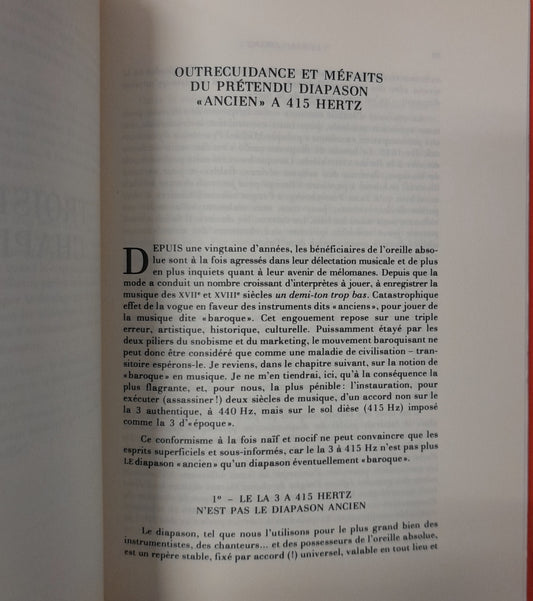 OUTRECUIDANCE ET MÉFAITS
DU PRÉTENDU DIAPASON
«ANCIEN» A 415 HERTZ
DEPUIS une vingtaine d'années, les bénéficiaires de l'oreille abso-
lue sont à la fois agressés dans leur délectation musicale et de plus
en plus inquiets quant à leur avenir de mélomanes. Depuis que la
mode a conduit un nombre croissant d'interprètes à jouer, à enregistrer la
musique des XVIIe et XVIIIe siècles un demi-ton trop bas. Catastrophique
effet de la vogue en faveur des instruments dits «anciens», pour jouer de
la musique dite «baroque». Cet engouement repose sur une triple
erreur, artistique, historique, culturelle. Puissamment étayé par les
deux piliers du snobisme et du marketing, le mouvement baroquisant ne
peut donc être considéré que comme une maladie de civilisation – tran-
sitoire espérons-le. Je reviens, dans le chapitre suivant, sur la notion de
«baroque» en musique. Je ne m'en tiendrai, ici, qu'à la conséquence la
plus flagrante, et, pour nous, la plus pénible: l'instauration, pour
exécuter (assassiner!) deux siècles de musique, d'un accord non sur le
la 3 authentique, à 440 Hz, mais sur le sol dièse (415 Hz) imposé
comme la 3 d'«époque».
Ce conformisme à la fois naïf et nocif ne peut convaincre que les
esprits superficiels et sous-informés, car le la 3 à 415 Hz n'est pas plus
LE diapason «ancien» qu'un diapason éventuellement «baroque».
1º – LE LA 3 A 415 HERTZ
N'EST PAS LE DIAPASON ANCIEN
Le diapason, tel que nous l'utilisons pour le plus grand bien des
instrumentistes, des chanteurs... et des possesseurs de l'oreille absolue,
est un repère stable, fixé par accord (!) universel, valable en tout lieu et